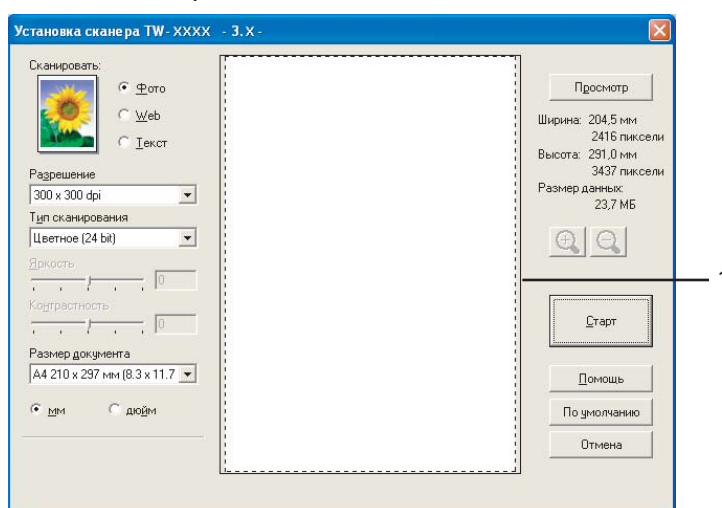 Установка сканера TW-XXXX - 3.X -
Сканировать:
Фото
Web
Текст
Разрешение
300 x 300 dpi
Тип сканирования
Цветное (24 bit)
Яркость
0
Контрастность
0
Размер документа
A4 210 x 297 мм (8.3 x 11.7
мм
дюйм
Просмотр
Ширина: 204,5 мм
2416 пиксели
Высота: 291,0 мм
3437 пиксели
Размер данных:
23,7 МБ
Старт
Помощь
По умолчанию
Отмена
1